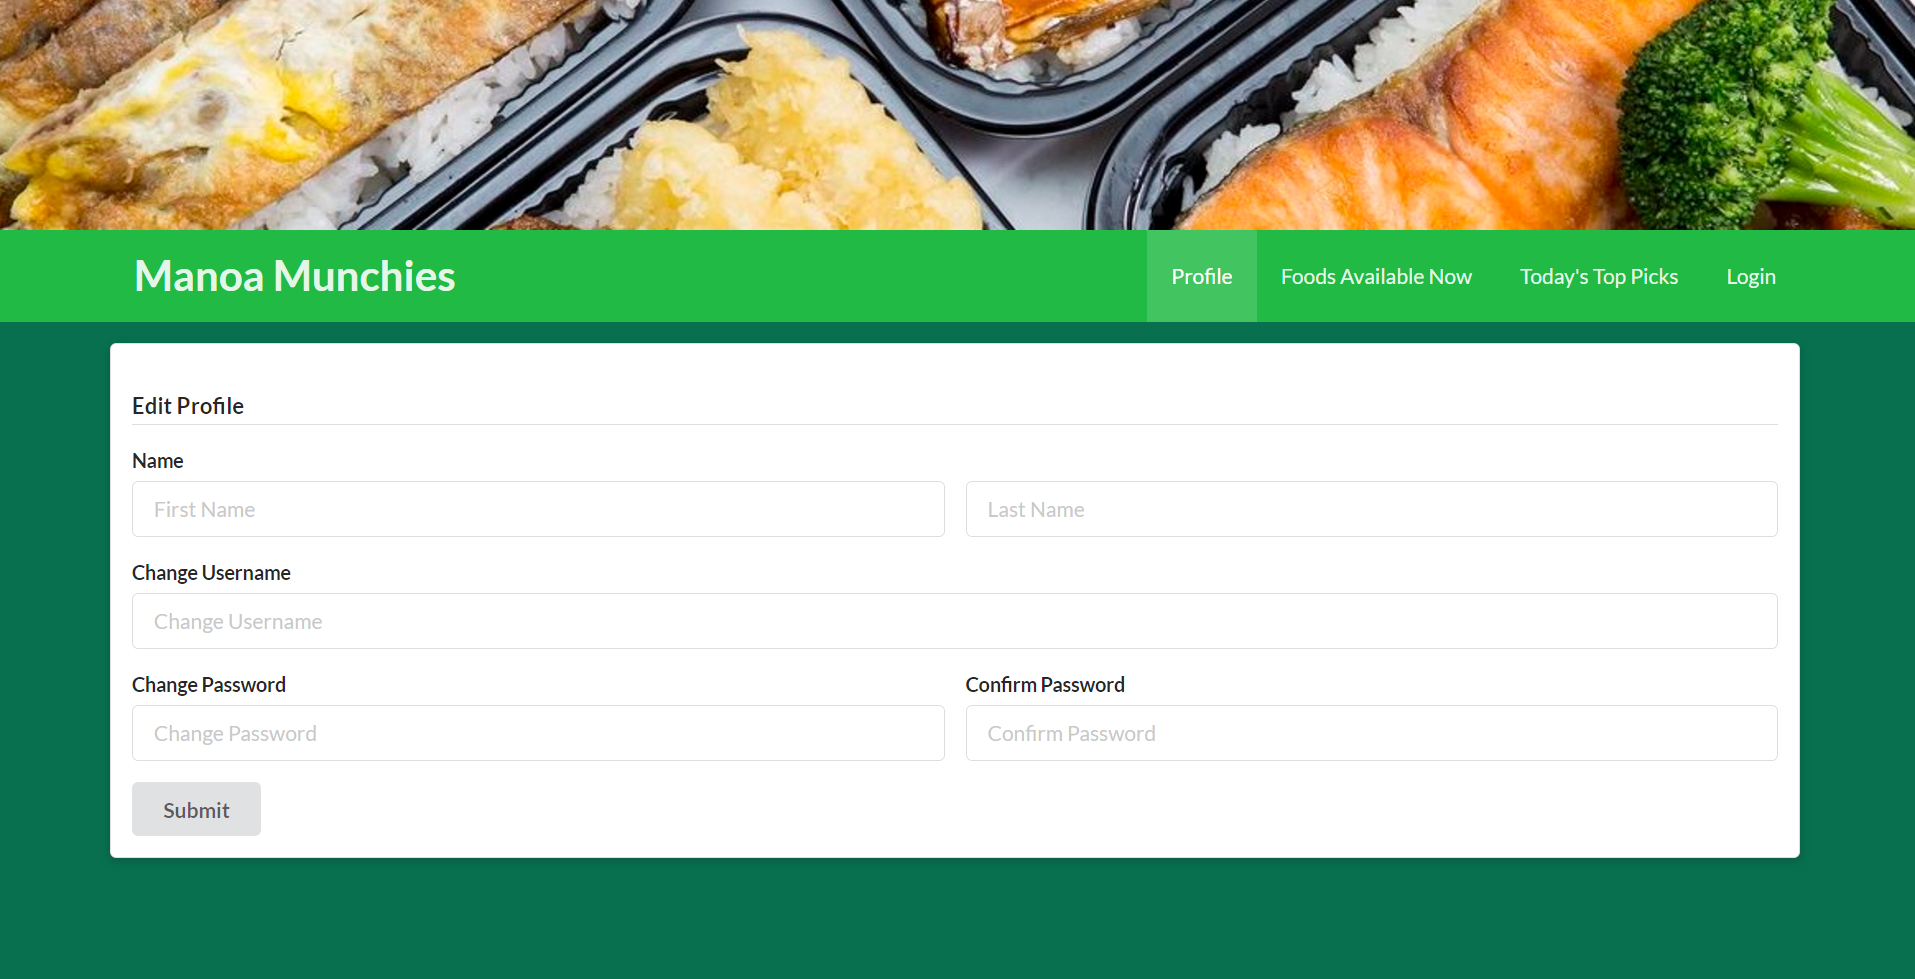 Manoa Munchies
Profile Foods Available Now Today's Top Picks Login
Edit Profile
Name
First Name Last Name
Change Username
Change Username
Change Password Confirm Password
Change Password Confirm Password
Submit